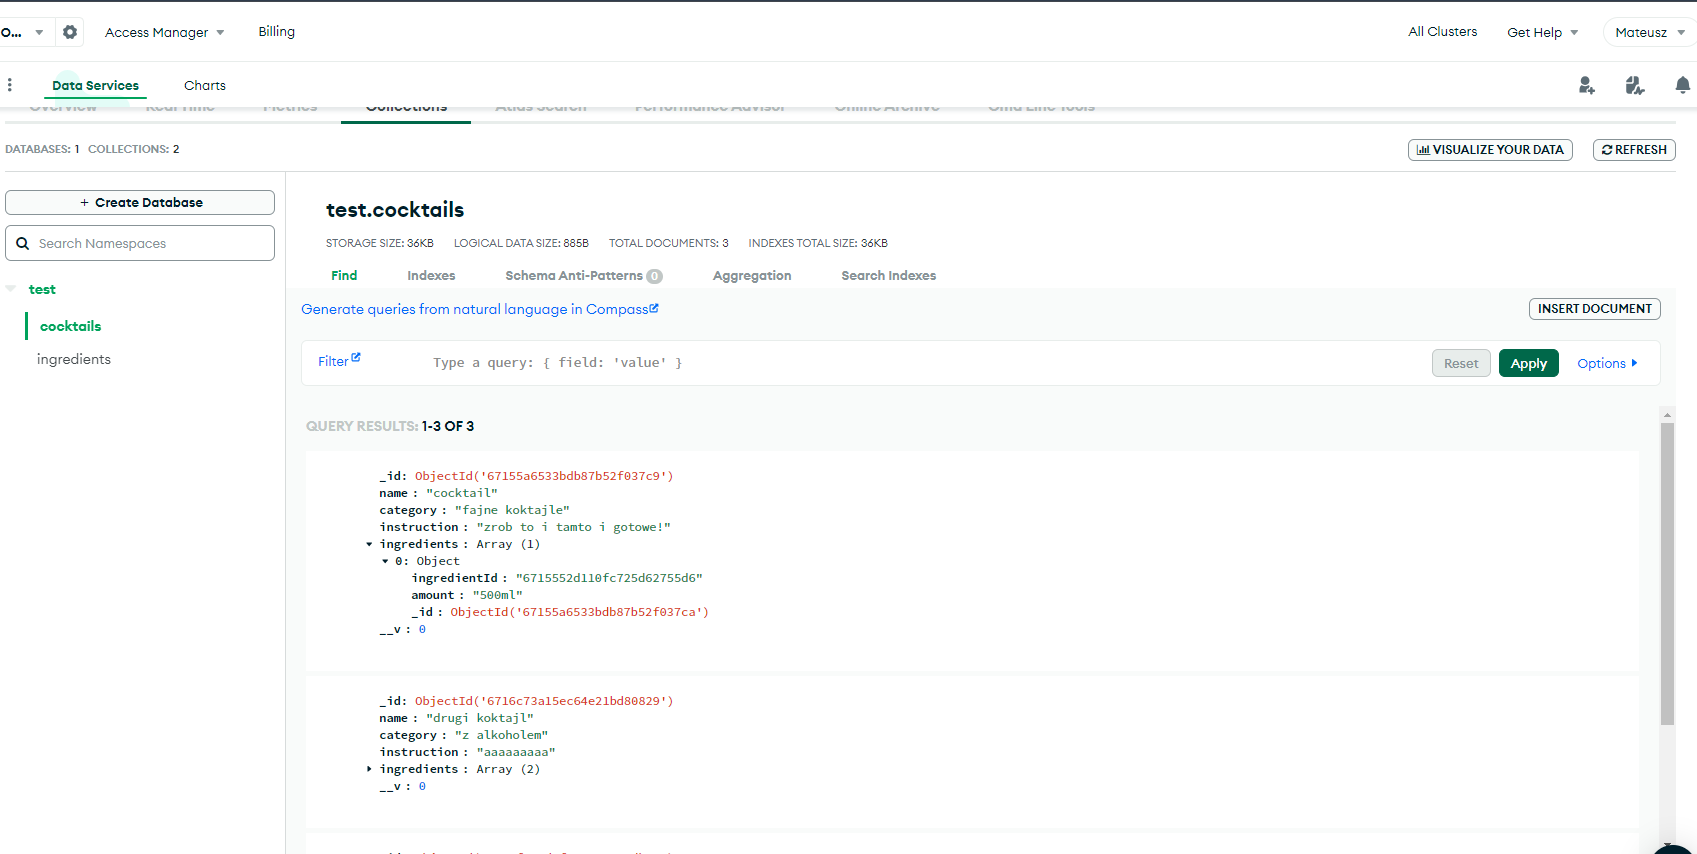 O...
Access Manager
Billing
All Clusters
Get Help
Mateusz
Data Services
Charts
Overview
Real Time
Metrics
Collections
Atlas Search
Performance Advisor
Online Archive
Cmd Line Tools
DATABASES: 1 COLLECTIONS: 2
VISUALIZE YOUR DATA
REFRESH
+ Create Database
Search Namespaces
test
cocktails
ingredients
test.cocktails
STORAGE SIZE: 36KB LOGICAL DATA SIZE: 885B TOTAL DOCUMENTS: 3 INDEXES TOTAL SIZE: 36KB
Find
Indexes
Schema Anti-Patterns 0
Aggregation
Search Indexes
Generate queries from natural language in Compass
INSERT DOCUMENT
Filter
Type a query: { field: 'value' }
Reset
Apply
Options
QUERY RESULTS: 1-3 OF 3
_id: ObjectId('67155a6533bdb87b52f037c9')
name : "cocktail"
category : "fajne koktajle"
instruction : "zrob to i tamto i gotowe!"
ingredients : Array (1)
0: Object
ingredientId : "6715552d110fc725d62755d6"
amount : "500ml"
_id : ObjectId('67155a6533bdb87b52f037ca')
__v : 0
_id: ObjectId('6716c73a15ec64e21bd80829')
name : "drugi koktajl"
category : "z alkoholem"
instruction : "aaaaaaaaa"
ingredients : Array (2)
__v : 0